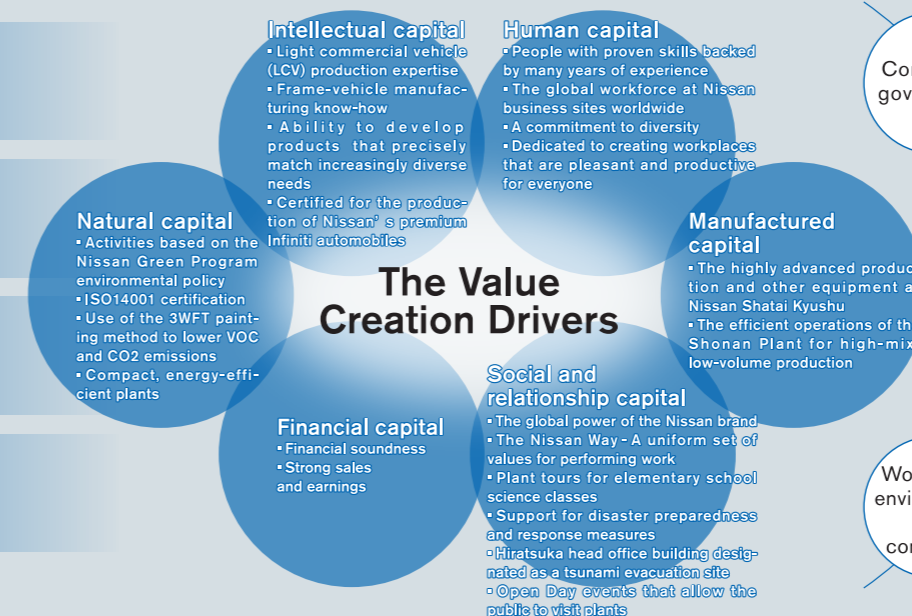 Intellectual capital
▪ Light commercial vehicle
(LCV) production expertise
▪ Frame-vehicle manufac-
turing know-how
▪ Ability to develop
products that precisely
match increasingly diverse
needs
▪ Certified for the produc-
tion of Nissan' s premium
Infiniti automobiles
Human capital
▪ People with proven skills backed
by many years of experience
▪ The global workforce at Nissan
business sites worldwide
▪ A commitment to diversity
▪ Dedicated to creating workplaces
that are pleasant and productive
for everyone
Natural capital
▪ Activities based on the
Nissan Green Program
environmental policy
▪ ISO14001 certification
▪ Use of the 3WFT paint-
ing method to lower VOC
and CO2 emissions
▪ Compact, energy-effi-
cient plants
The Value
Creation Drivers
Manufactured
capital
▪ The highly advanced produc
tion and other equipment a
Nissan Shatai Kyushu
▪ The efficient operations of th
Shonan Plant for high-mix
low-volume production
Financial capital
▪ Financial soundness
▪ Strong sales
and earnings
Social and
relationship capital
▪ The global power of the Nissan brand
▪ The Nissan Way - A uniform set of
values for performing work
▪ Plant tours for elementary school
science classes
▪ Support for disaster preparedness
and response measures
▪ Hiratsuka head office building desig-
nated as a tsunami evacuation site
▪ Open Day events that allow the
public to visit plants
Cor
gov
Wo
envi
con